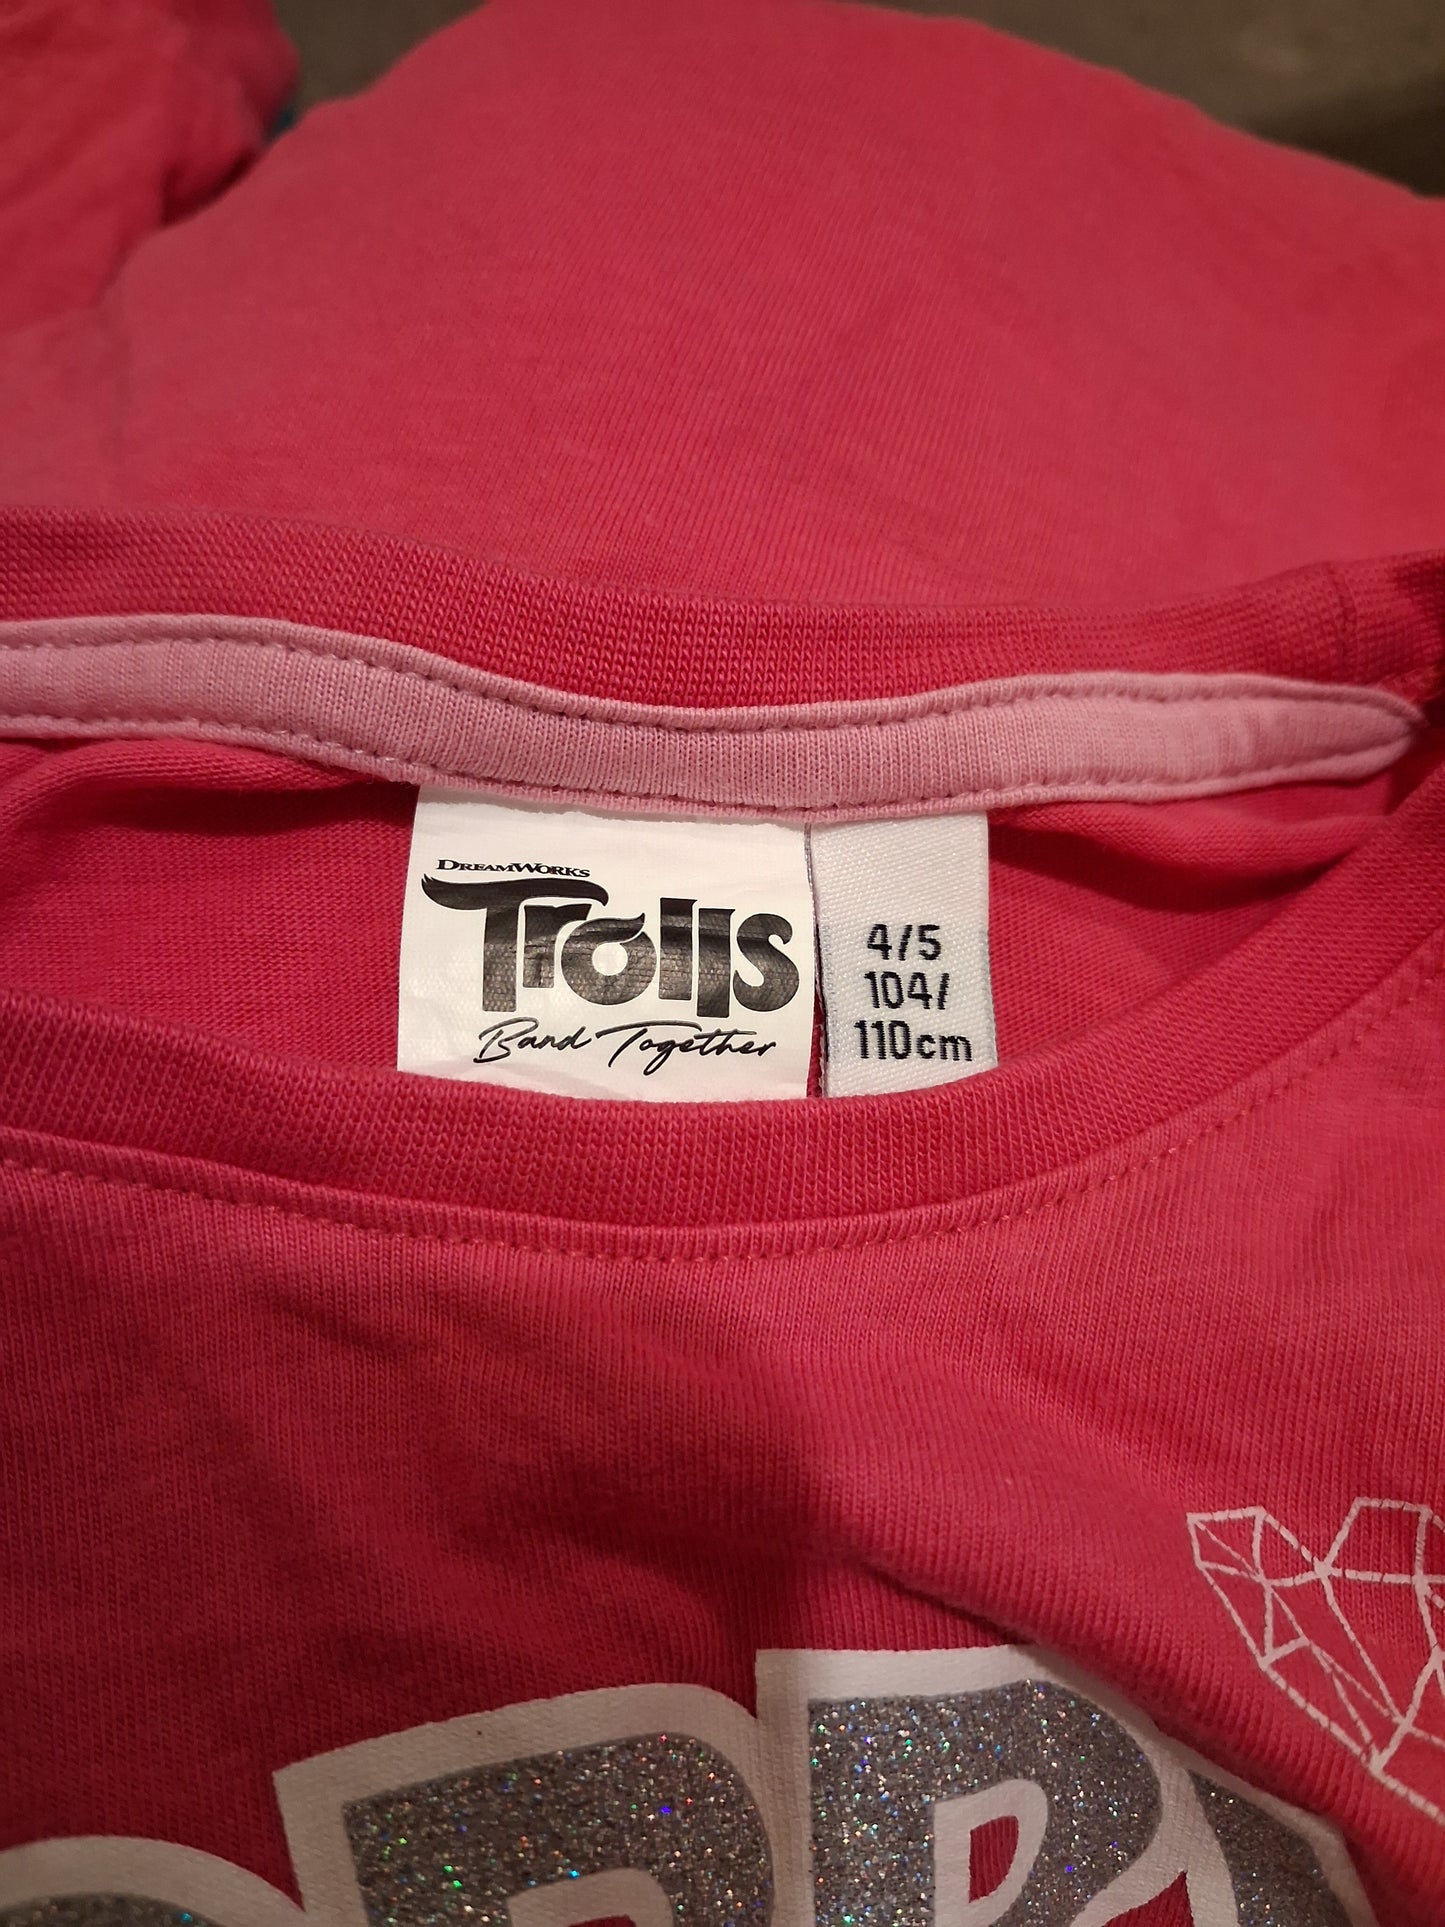 DREAMWORKS
Trolls
Band Together
4/5
104/
110cm